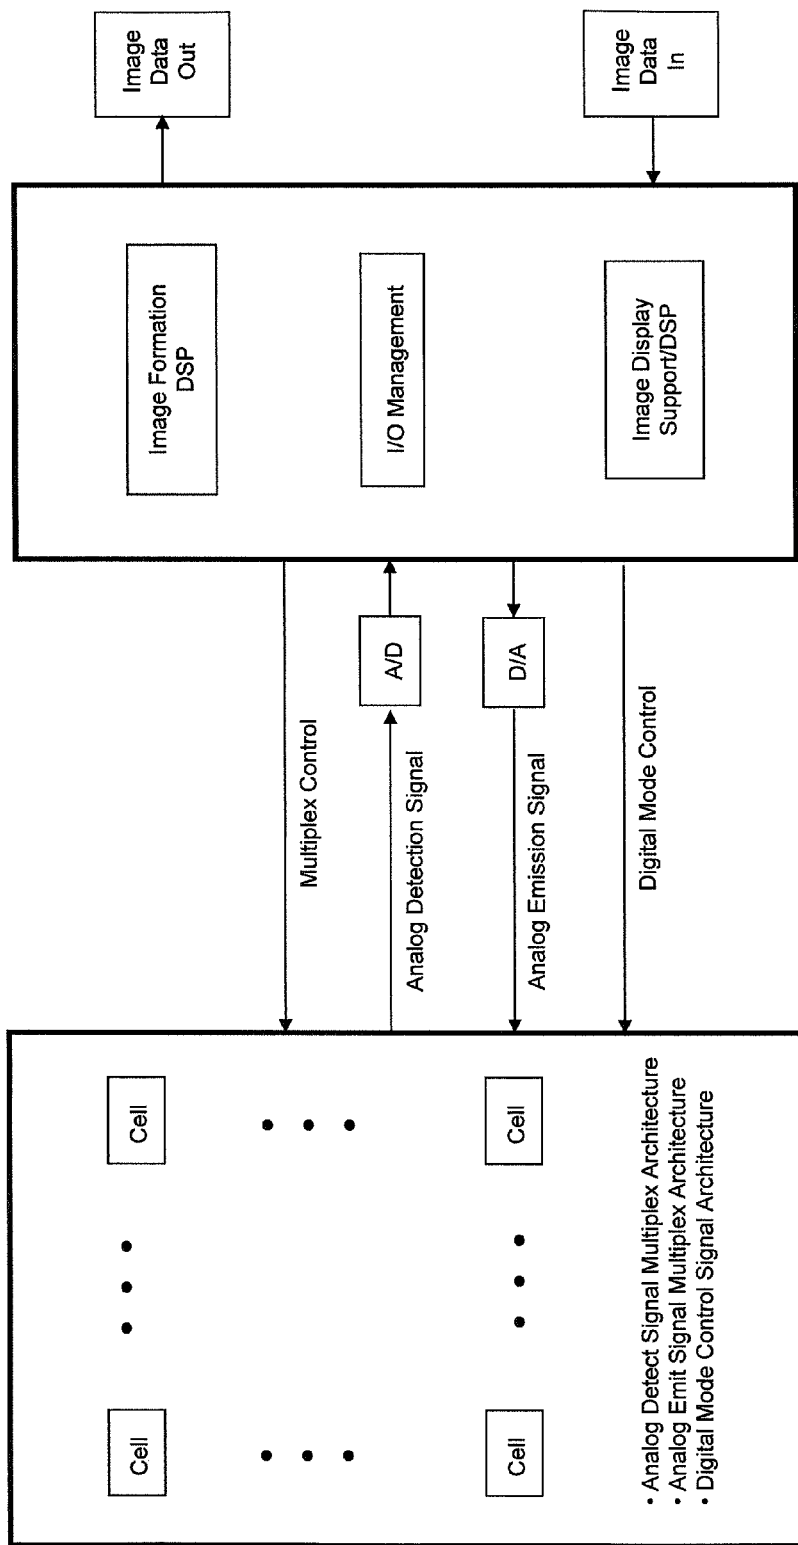 Cell
Cell
Cell
Cell
• Analog Detect Signal Multiplex Architecture
• Analog Emit Signal Multiplex Architecture
• Digital Mode Control Signal Architecture
Multiplex Control
Analog Detection Signal
A/D
Analog Emission Signal
D/A
Digital Mode Control
Image Formation
DSP
I/O Management
Image Display
Support/DSP
Image
Data
Out
Image
Data
In